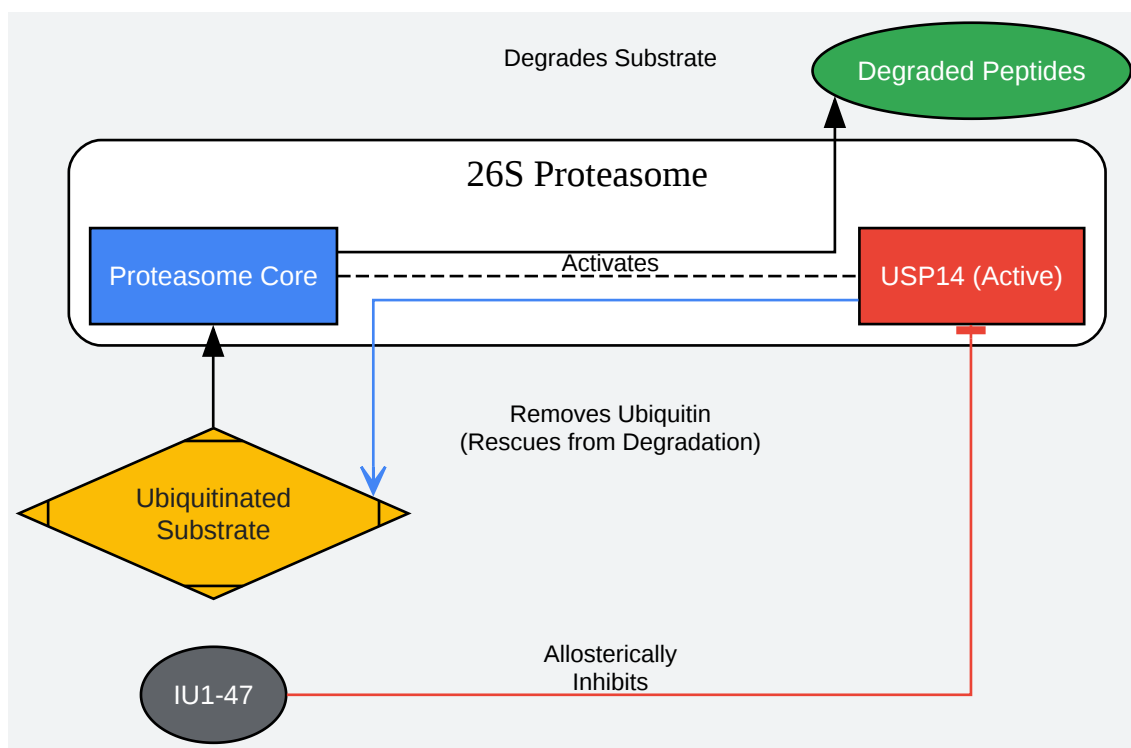 Degrades Substrate
Degraded Peptides
26S Proteasome
Proteasome Core
Activates
USP14 (Active)
Removes Ubiquitin
(Rescues from Degradation)
Ubiquitinated
Substrate
Allosterically
Inhibits
IU1-47